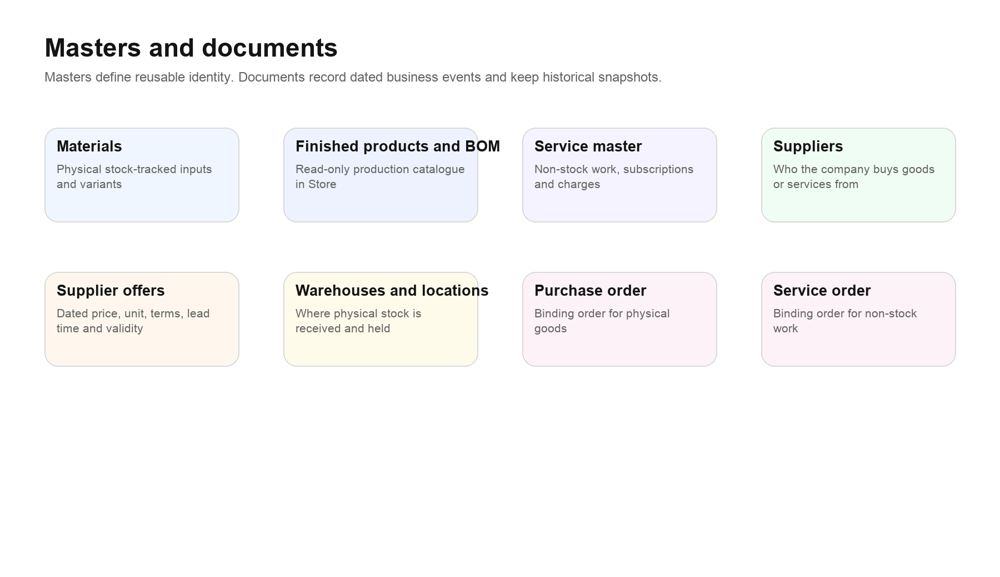 Masters and documents
Masters define reusable identity. Documents record dated business events and keep historical snapshots.
Materials
Physical stock-tracked inputs
and variants
Finished products and BOM
Read-only production catalogue
in Store
Service master
Non-stock work, subscriptions
and charges
Suppliers
Who the company buys goods
or services from
Supplier offers
Dated price, unit, terms, lead
time and validity
Warehouses and locations
Where physical stock is
received and held
Purchase order
Binding order for physical
goods
Service order
Binding order for non-stock
work